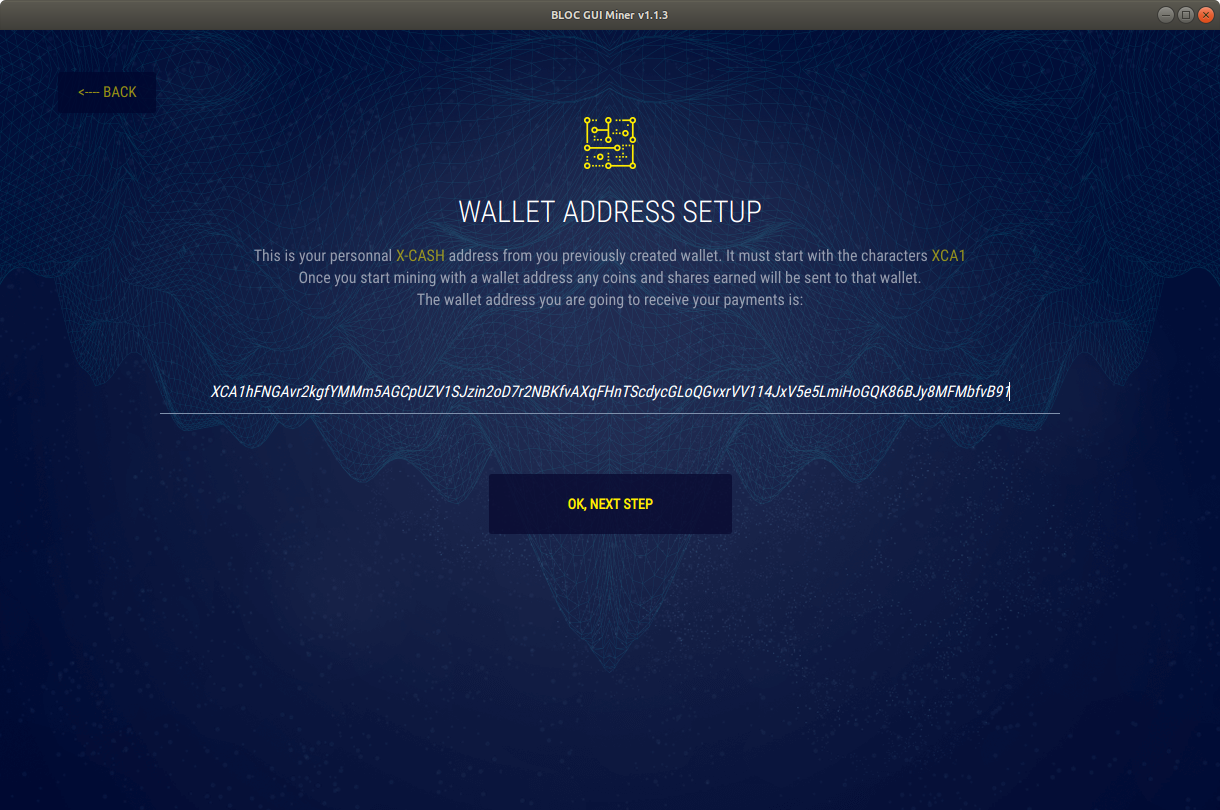 BLOC GUI Miner v1.1.3
<---- BACK
WALLET ADDRESS SETUP
This is your personnal X-CASH address from you previously created wallet. It must start with the characters XCA1
Once you start mining with a wallet address any coins and shares earned will be sent to that wallet.
The wallet address you are going to receive your payments is:
XCA1hFNGAvr2kgfYMMm5AGCpUZV1SJzin2oD7r2NBKfvAXqFHnTScdycGLoQGvxrVV114JxV5e5LmiHoGQK86BJy8MFMbfvB91
OK, NEXT STEP